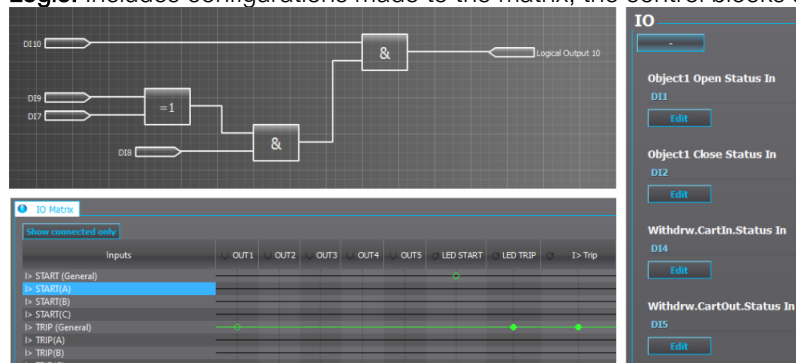 Logic: includes configurations made to the matrix, the control blocks
DI10
&
Logical Output 10
DI9
DI7
=1
DI8
&
IO
-
Object1 Open Status In
DI1
Edit
Object1 Close Status In
DI2
Edit
Withdrw.CartIn.Status In
DI4
Edit
Withdrw.CartOut.Status In
DI5
Edit
IO Matrix
Show connected only
Inputs OUT1 OUT2 OUT3 OUT4 OUT5 LED START LED TRIP I> Trip
I> START (General)
I> START(A)
I> START(B)
I> START(C)
I> TRIP (General)
I> TRIP(A)
I> TRIP(B)